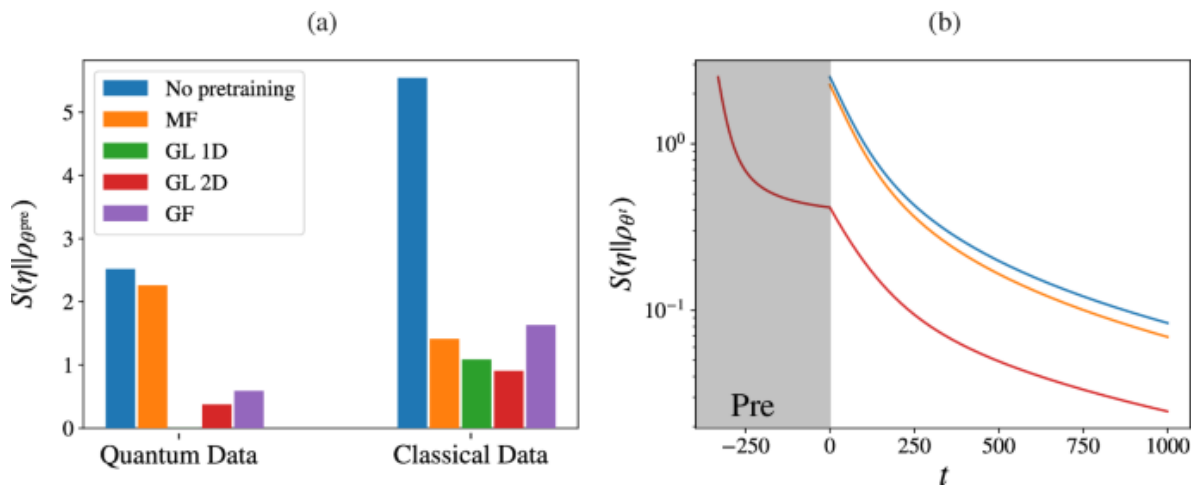 (a)
S(η||ρ_θ^pre)
5
4
3
2
1
0
No pretraining
MF
GL 1D
GL 2D
GF
Quantum Data
Classical Data
(b)
S(η||ρ_θ^t)
10^0
10^−1
Pre
−250
0
250
500
750
1000
t